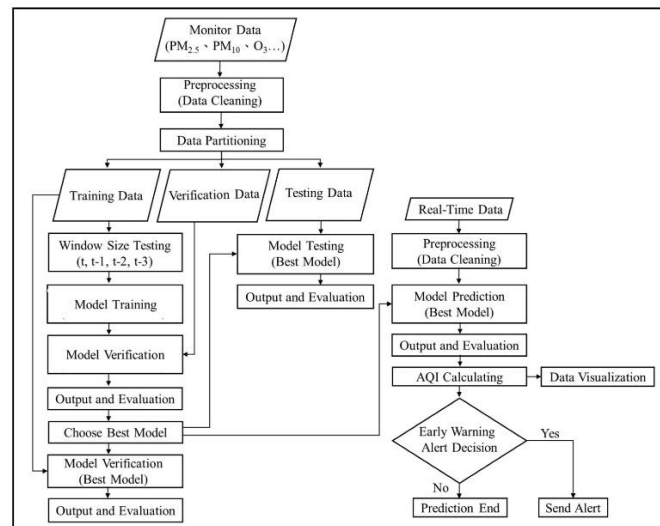 Monitor Data
(PM2.5、PM10、O3…)
Preprocessing
(Data Cleaning)
Data Partitioning
Training Data
Verification Data
Testing Data
Window Size Testing
(t, t-1, t-2, t-3)
Model Training
Model Verification
Output and Evaluation
Choose Best Model
Model Verification
(Best Model)
Output and Evaluation
Model Testing
(Best Model)
Output and Evaluation
Real-Time Data
Preprocessing
(Data Cleaning)
Model Prediction
(Best Model)
Output and Evaluation
AQI Calculating
Data Visualization
Early Warning
Alert Decision
Yes
No
Prediction End
Send Alert